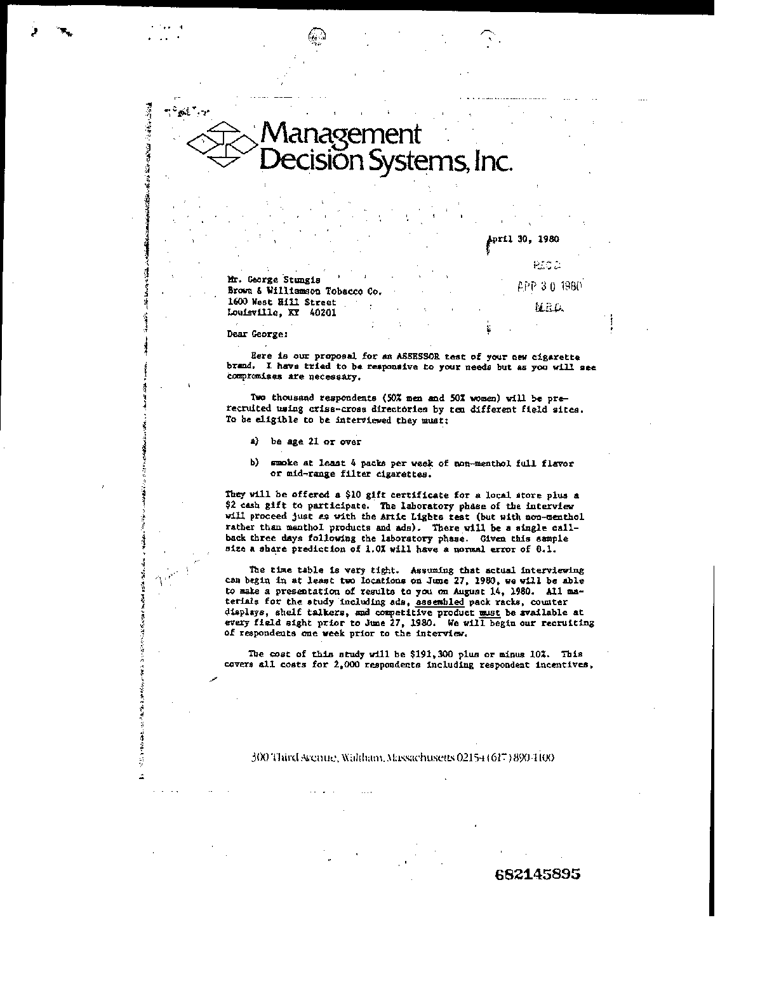 Management
Decision Systems, Inc.
April 30, 1980
REC'D
APR 30 1980
M.R.D.
Mr. George Stungis
Brown & Williamson Tobacco Co.
1600 West Hill Street
Louisville, KY 40201
Dear George:
Here is our proposal for an ASSESSOR test of your new cigarette
brand. I have tried to be responsive to your needs but as you will see
compromises are necessary.
Two thousand respondents (50% men and 50% women) will be pre-
recruited using criss-cross directories by ten different field sites.
To be eligible to be interviewed they must:
a) be age 21 or over
b) smoke at least 4 packs per week of non-menthol full flavor
or mid-range filter cigarettes.
They will be offered a $10 gift certificate for a local store plus a
$2 cash gift to participate. The laboratory phase of the interview
will proceed just as with the Artic Lights test (but with non-menthol
rather than menthol products and ads). There will be a single call-
back three days following the laboratory phase. Given this sample
size a share prediction of 1.0% will have a normal error of 0.1.
The time table is very tight. Assuming that actual interviewing
can begin in at least two locations on June 27, 1980, we will be able
to make a presentation of results to you on August 14, 1980. All ma-
terials for the study including ads, assembled pack racks, counter
displays, shelf talkers, and competitive product must be available at
every field sight prior to June 27, 1980. We will begin our recruiting
of respondents one week prior to the interview.
The cost of this study will be $191,300 plus or minus 10%. This
covers all costs for 2,000 respondents including respondent incentives,
300 Third Avenue, Waltham, Massachusetts 02154 (617) 890-1100
682145895